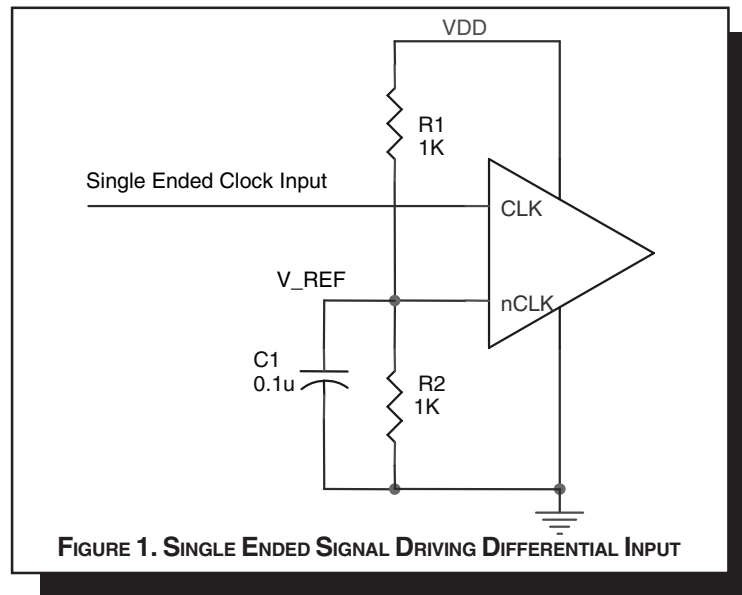 VDD
R1
1K
Single Ended Clock Input
CLK
V_REF
nCLK
C1
0.1u
R2
1K
FIGURE 1. SINGLE ENDED SIGNAL DRIVING DIFFERENTIAL INPUT